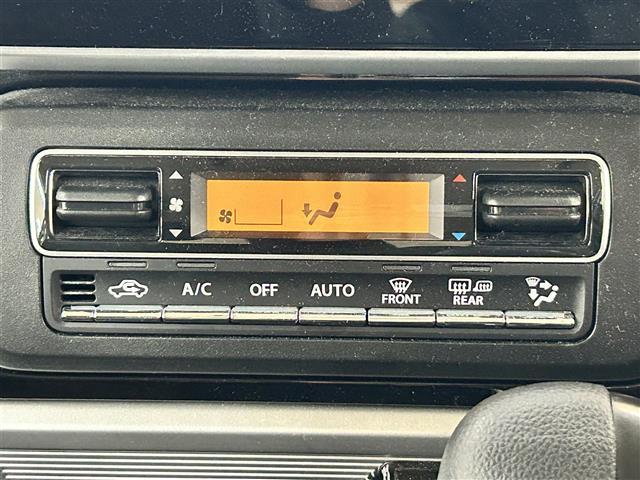 A/C OFF AUTO FRONT REAR